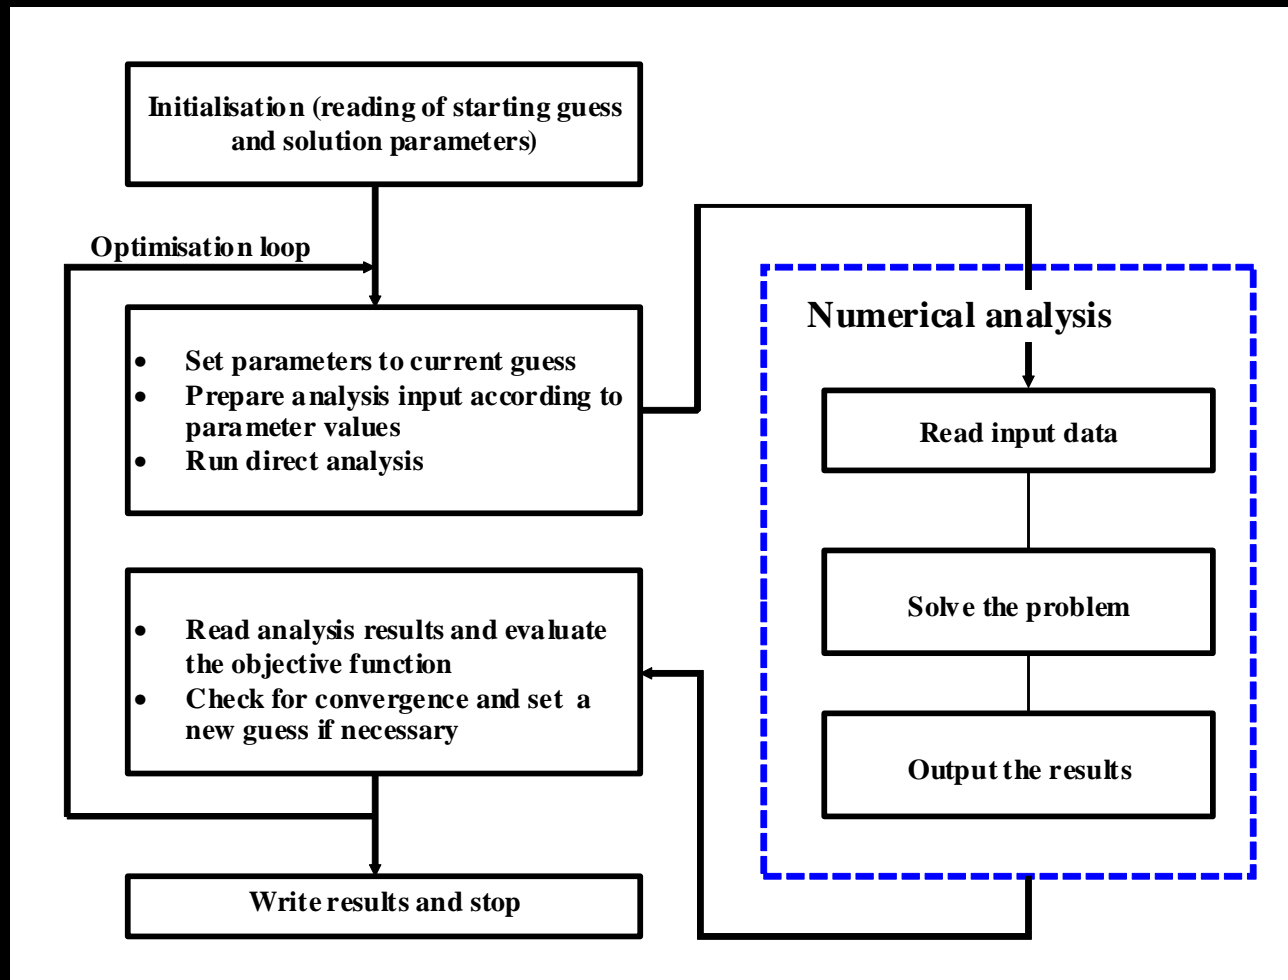 Initialisation (reading of starting guess
and solution parameters)
Optimisation loop
• Set parameters to current guess
• Prepare analysis input according to
parameter values
• Run direct analysis
• Read analysis results and evaluate
the objective function
• Check for convergence and set a
new guess if necessary
Write results and stop
Numerical analysis
Read input data
Solve the problem
Output the results